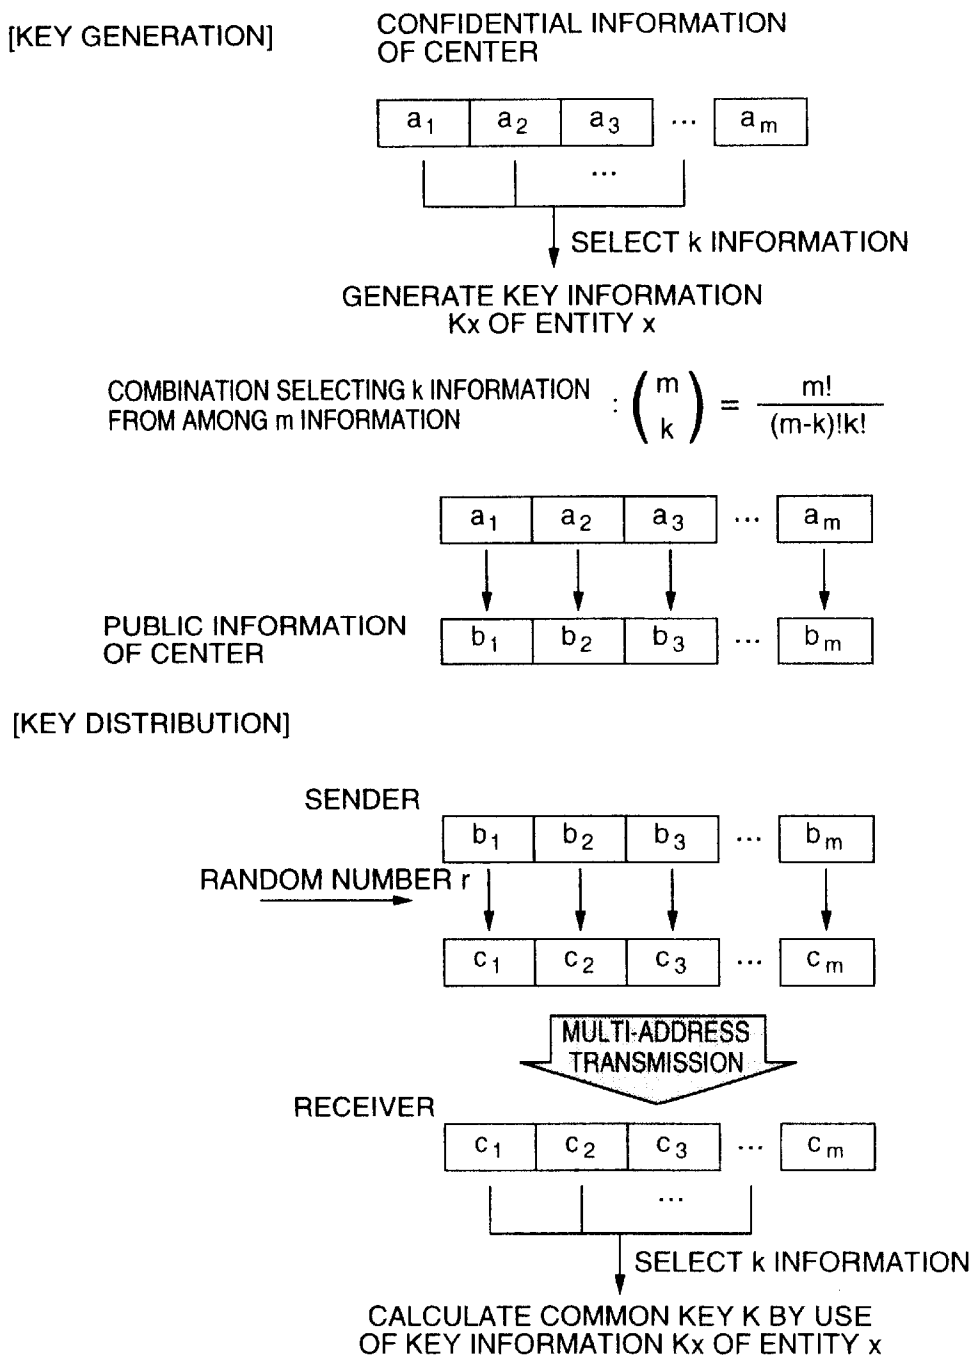 [KEY GENERATION]
CONFIDENTIAL INFORMATION
OF CENTER
a1 a2 a3 ... am
...
SELECT k INFORMATION
GENERATE KEY INFORMATION
Kx OF ENTITY x
COMBINATION SELECTING k INFORMATION
FROM AMONG m INFORMATION
: (m k) = m! / (m-k)!k!
a1 a2 a3 ... am
PUBLIC INFORMATION
OF CENTER
b1 b2 b3 ... bm
[KEY DISTRIBUTION]
SENDER
b1 b2 b3 ... bm
RANDOM NUMBER r
c1 c2 c3 ... cm
MULTI-ADDRESS
TRANSMISSION
RECEIVER
c1 c2 c3 ... cm
...
SELECT k INFORMATION
CALCULATE COMMON KEY K BY USE
OF KEY INFORMATION Kx OF ENTITY x